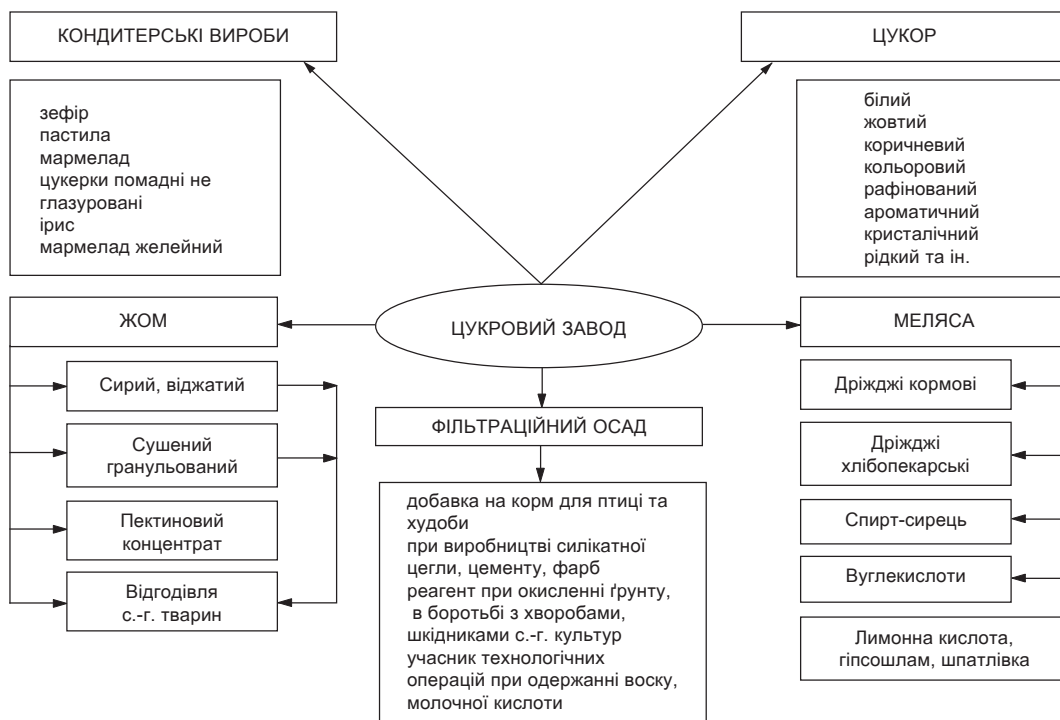 КОНДИТЕРСЬКІ ВИРОБИ
ЦУКОР
зефір
пастила
мармелад
цукерки помадні не
глазуровані
ірис
мармелад желейний
білий
жовтий
коричневий
кольоровий
рафінований
ароматичний
кристалічний
рідкий та ін.
ЖОМ
ЦУКРОВИЙ ЗАВОД
МЕЛЯСА
Сирий, віджатий
Сушений
гранульований
Пектиновий
концентрат
Відгодівля
с.-г. тварин
ФІЛЬТРАЦІЙНИЙ ОСАД
добавка на корм для птиці та
худоби
при виробництві силікатної
цегли, цементу, фарб
реагент при окисленні ґрунту,
в боротьбі з хворобами,
шкідниками с.-г. культур
учасник технологічних
операцій при одержанні воску,
молочної кислоти
Дріжджі кормові
Дріжджі
хлібопекарські
Спирт-сирець
Вуглекислоти
Лимонна кислота,
гіпсошлам, шпатлівка